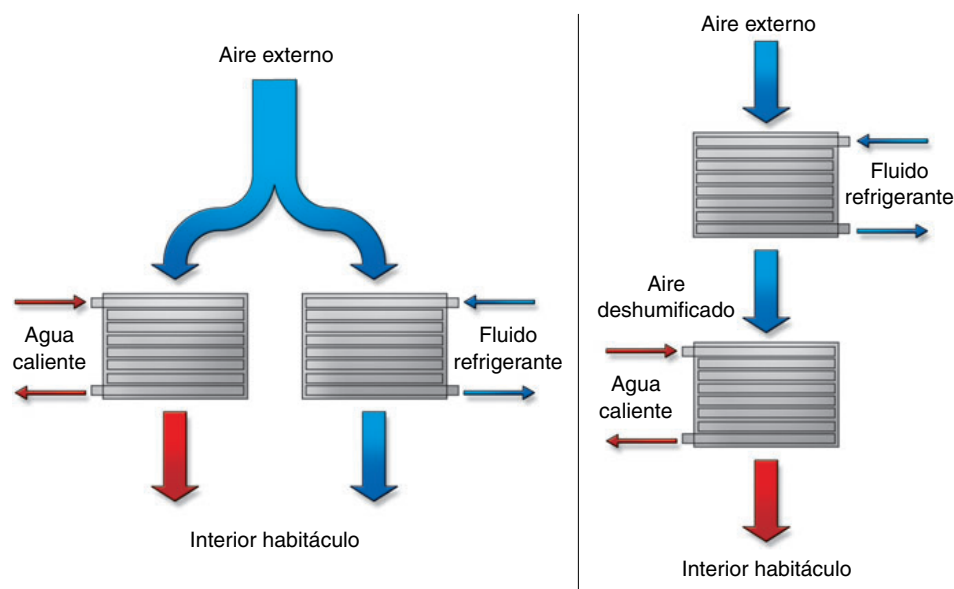 Aire externo
Agua
caliente
Fluido
refrigerante
Interior habitáculo
Aire externo
Fluido
refrigerante
Aire
deshumificado
Agua
caliente
Interior habitáculo